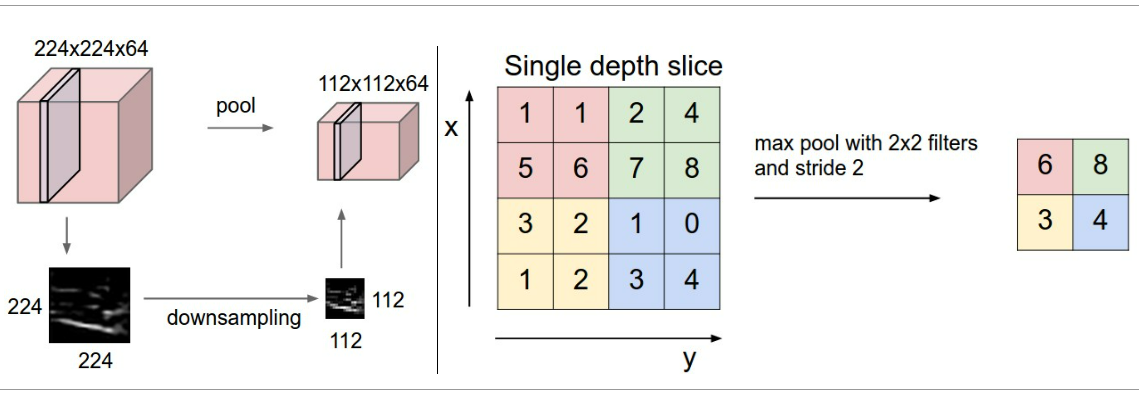 224x224x64
pool
112x112x64
224
224
downsampling
112
112
Single depth slice
x
1 1 2 4
5 6 7 8
3 2 1 0
1 2 3 4
y
max pool with 2x2 filters
and stride 2
6 8
3 4